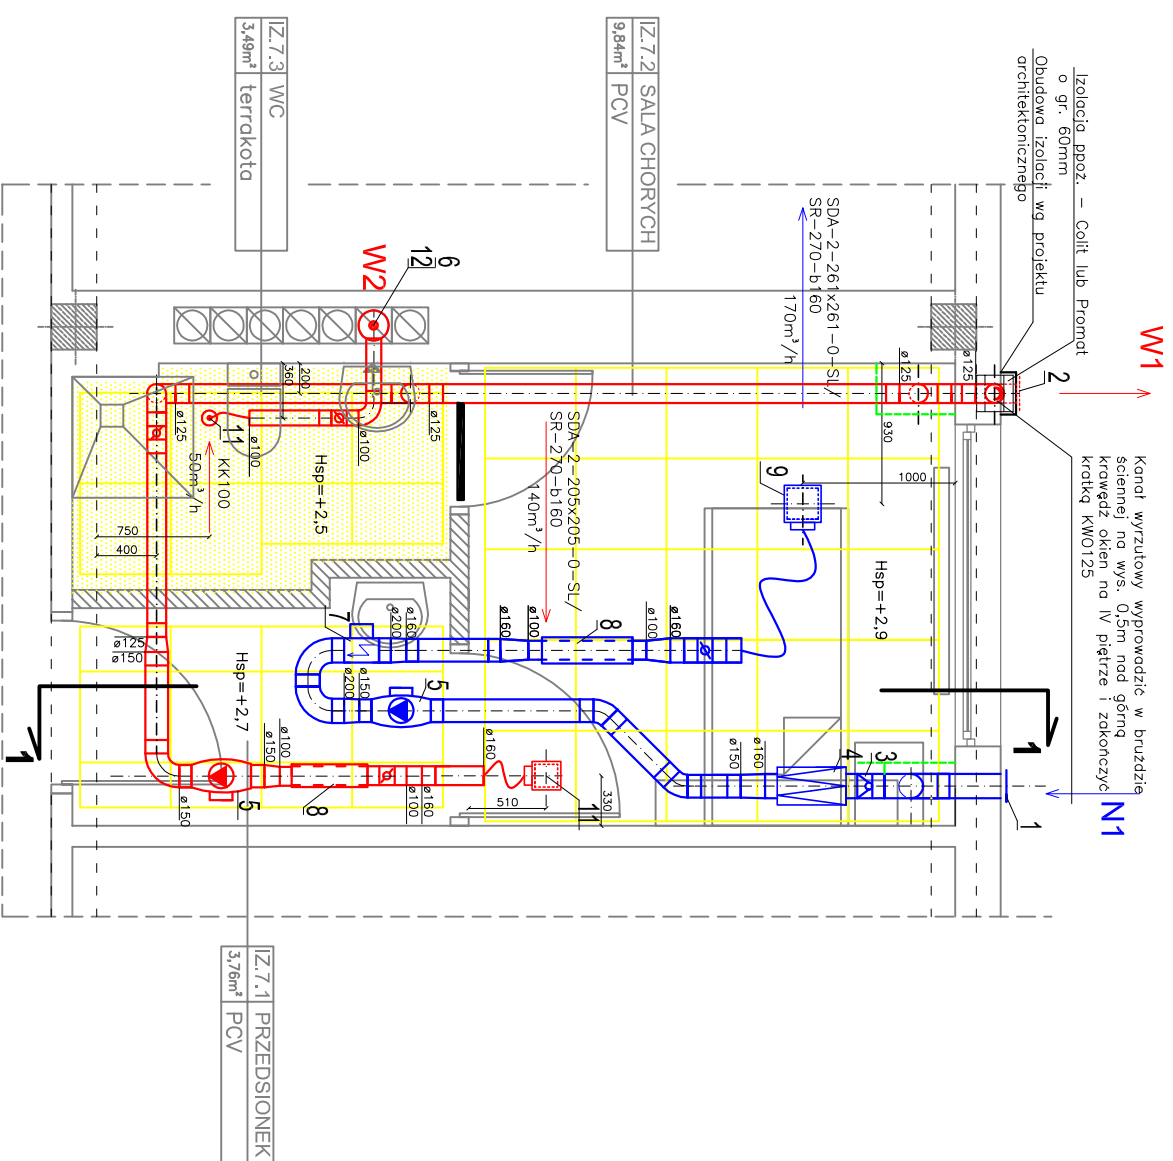 Izolacja ppoż. – Colit lub Promat
o gr. 60mm
Obudowa izolacji wg projektu
architektonicznego
W1
2
Kanał wyrzutowy wyprowadzić w bruździe
ściennej na wys. 0,5m nad górną
krawędź okien na IV piętrze i zakończyć
kratką KWO125
N1
1
IZ.7.2 SALA CHORYCH
9,84m² PCV
IZ.7.3 WC
3,49m² terrakota
IZ.7.1 PRZEDSIONEK
3,76m² PCV
SDA-2-261x261-0-SL/
SR-270-b160
170m³/h
SDA-2-205x205-0-SL/
SR-270-b160
140m³/h
W2
6
12
ø125
ø125
930
1000
9
Hsp=+2,9
200
360
ø125
ø125
ø100
ø100
11
KK100
50m³/h
Hsp=+2,5
750
400
7
ø200
ø160
ø160
ø100
8
ø100
ø160
ø200
ø150
5
ø125
ø150
Hsp=+2,7
1
1
ø150
ø160
4
3
ø150
ø100
ø150
5
8
ø160
ø100
ø160
510
330
11